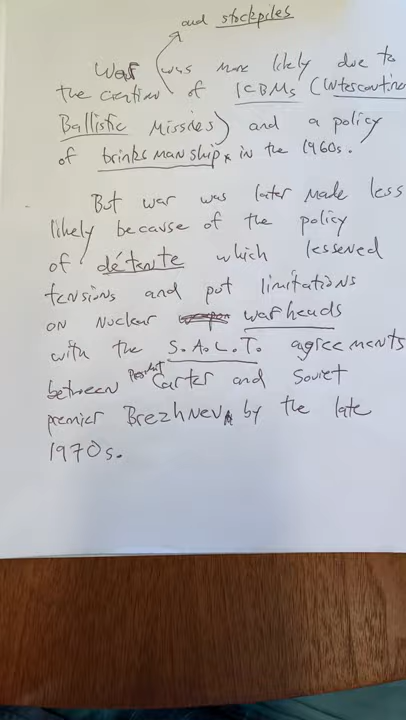 and stockpiles
War was more likely due to
the creation of ICBMs (Intercontine
Ballistic Missles) and a policy
of brinksmanship in the 1960s.
But war was later made less
likely because of the policy
of détente which lessened
tensions and put limitations
on Nuclear weapon warheads
with the S.A.L.T. agreements
between President Carter and Soviet
premier Brezhnev by the late
1970s.